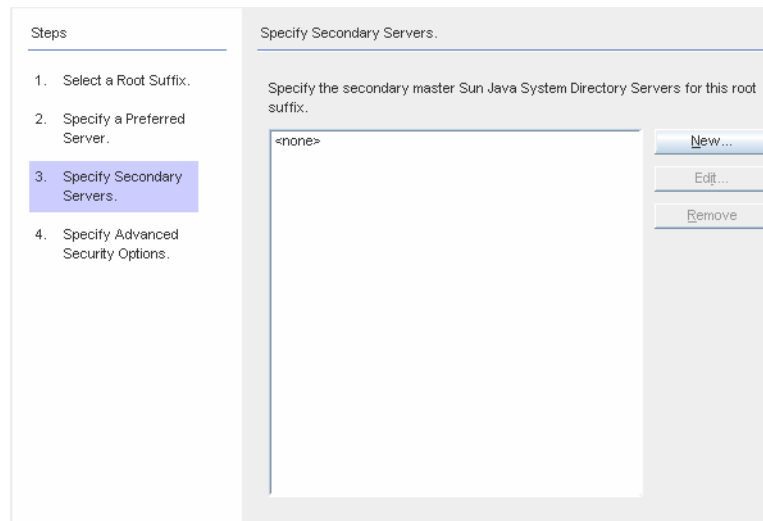 Steps
1. Select a Root Suffix.
2. Specify a Preferred
Server.
3. Specify Secondary
Servers.
4. Specify Advanced
Security Options.
Specify Secondary Servers.
Specify the secondary master Sun Java System Directory Servers for this root
suffix.
<none>
New...
Edit...
Remove